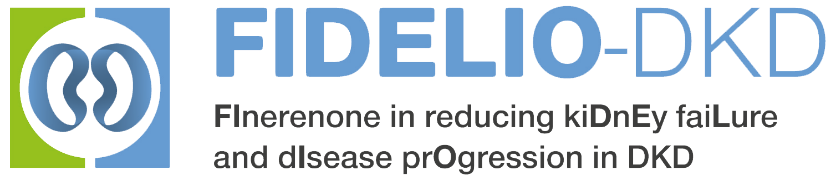 FIDELIO-DKD
FInerenone in reducing kiDnEy faiLure
and dIsease prOgression in DKD